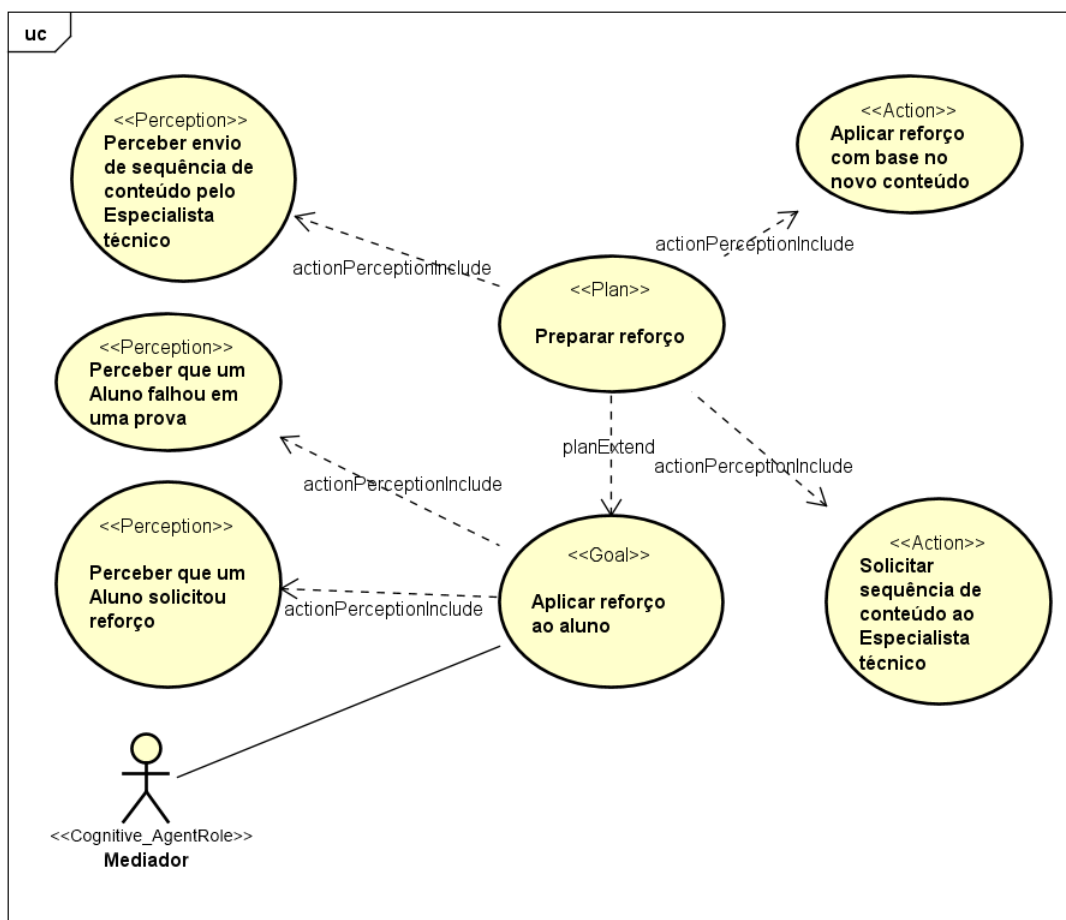 uc
<<Perception>>
Perceber envio
de sequência de
conteúdo pelo
Especialista
técnico
<<Action>>
Aplicar reforço
com base no
novo conteúdo
actionPerceptionInclude
actionPerceptionInclude
<<Plan>>
Preparar reforço
<<Perception>>
Perceber que um
Aluno falhou em
uma prova
planExtend
actionPerceptionInclude
actionPerceptionInclude
<<Perception>>
Perceber que um
Aluno solicitou
reforço
actionPerceptionInclude
<<Goal>>
Aplicar reforço
ao aluno
<<Action>>
Solicitar
sequência de
conteúdo ao
Especialista
técnico
<<Cognitive_AgentRole>>
Mediador